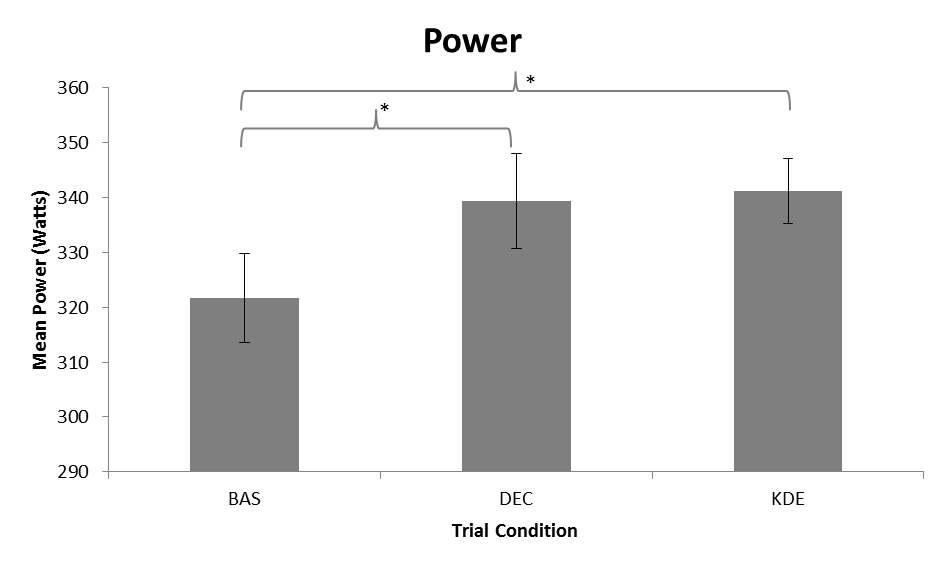 Power
*
*
360
350
340
330
320
310
300
290
Mean Power (Watts)
BAS DEC KDE
Trial Condition